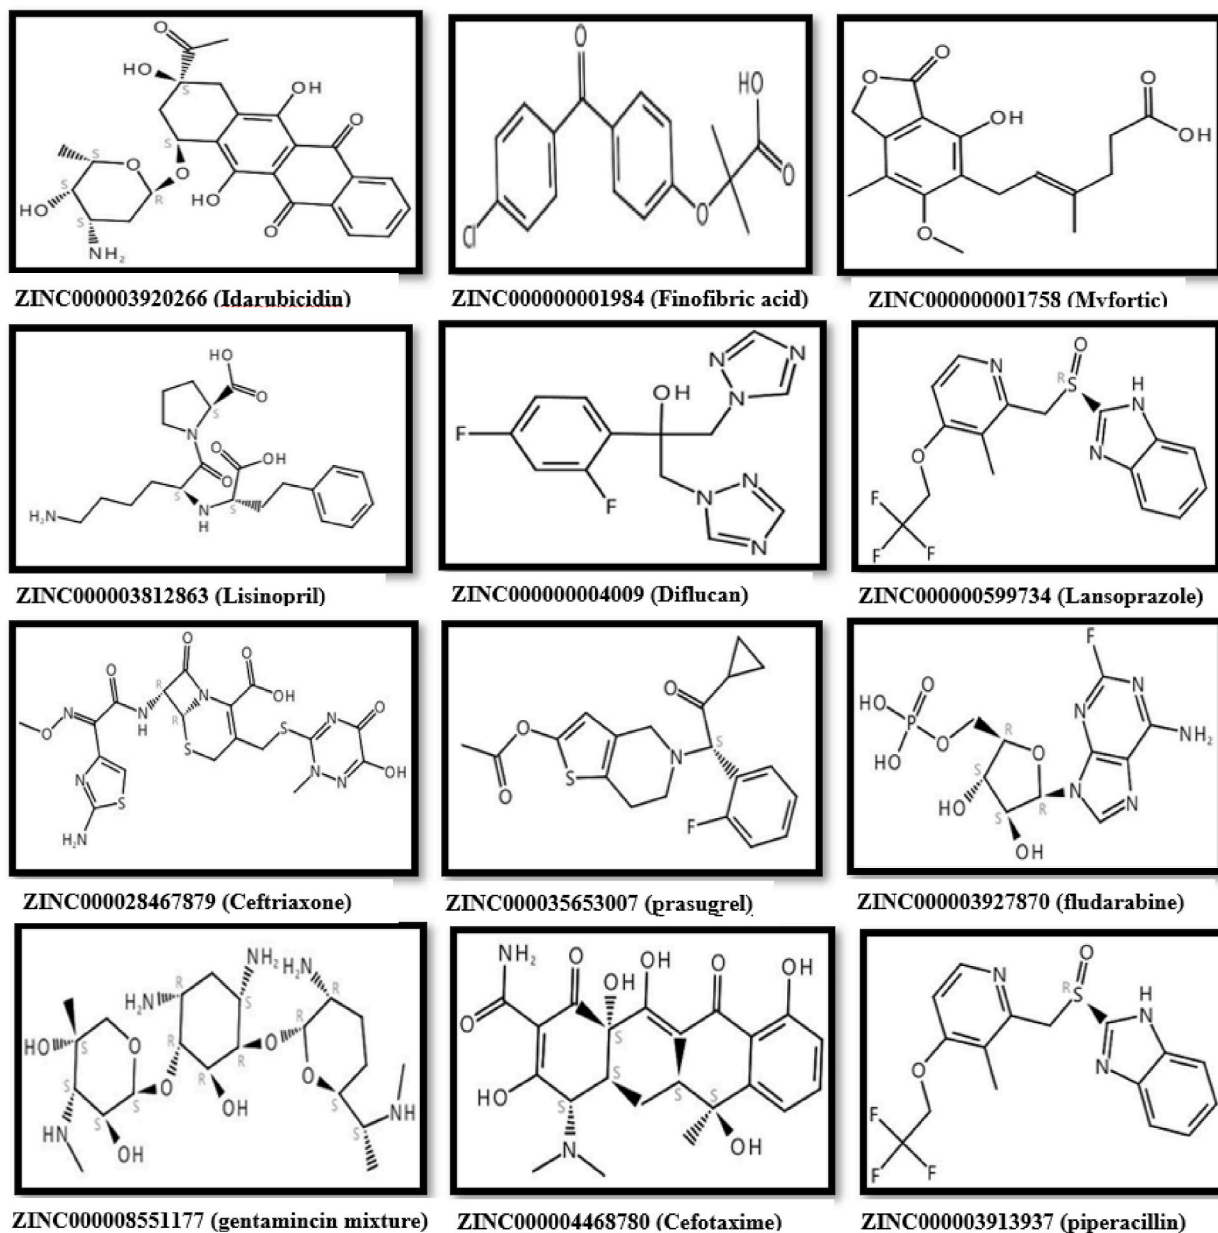 ZINC000003920266 (Idarubicidin)
ZINC000000001984 (Finofibric acid)
ZINC000000001758 (Myfortic)
ZINC000003812863 (Lisinopril)
ZINC000000004009 (Diflucan)
ZINC000000599734 (Lansoprazole)
ZINC000028467879 (Ceftriaxone)
ZINC000035653007 (prasugrel)
ZINC000003927870 (fludarabine)
ZINC000008551177 (gentamincin mixture)
ZINC000004468780 (Cefotaxime)
ZINC000003913937 (piperacillin)